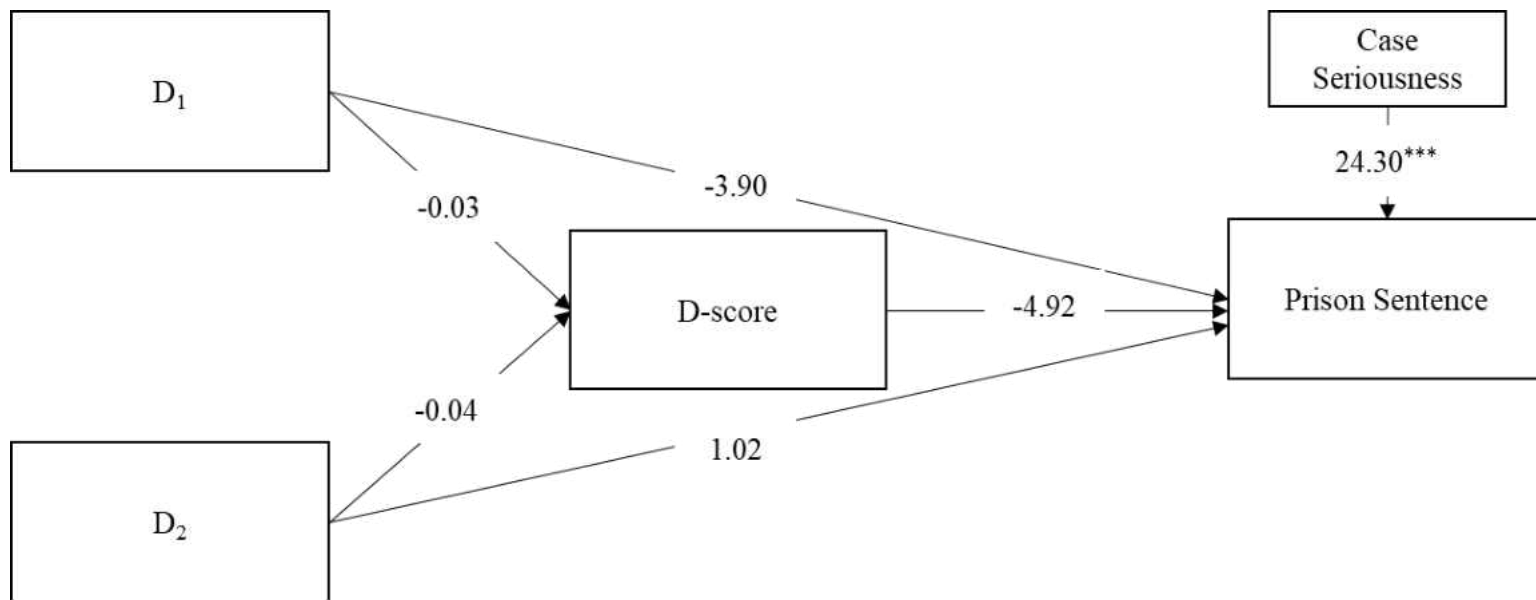 D₁
Case
Seriousness
24.30***
-3.90
-0.03
D-score
-4.92
Prison Sentence
-0.04
1.02
D₂